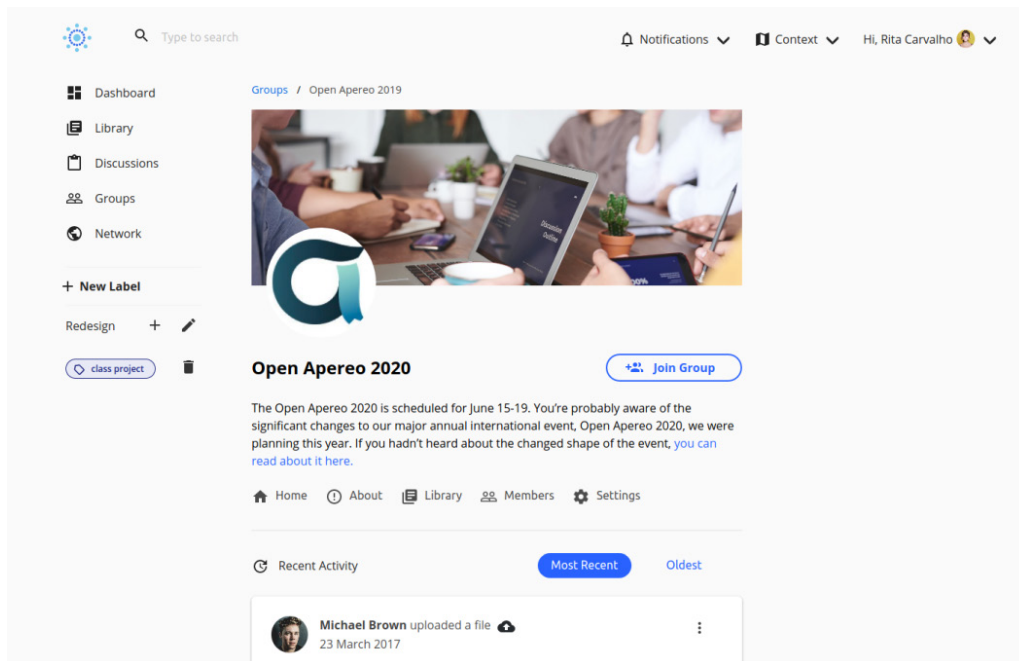 Type to search
Notifications
Context
Hi, Rita Carvalho
Dashboard
Library
Discussions
Groups
Network
+ New Label
Redesign
class project
Groups / Open Apereo 2019
Discussion
Outline
00%
Open Apereo 2020
Join Group
The Open Apereo 2020 is scheduled for June 15-19. You're probably aware of the
significant changes to our major annual international event, Open Apereo 2020, we were
planning this year. If you hadn't heard about the changed shape of the event, you can
read about it here.
Home
About
Library
Members
Settings
Recent Activity
Most Recent
Oldest
Michael Brown uploaded a file
23 March 2017